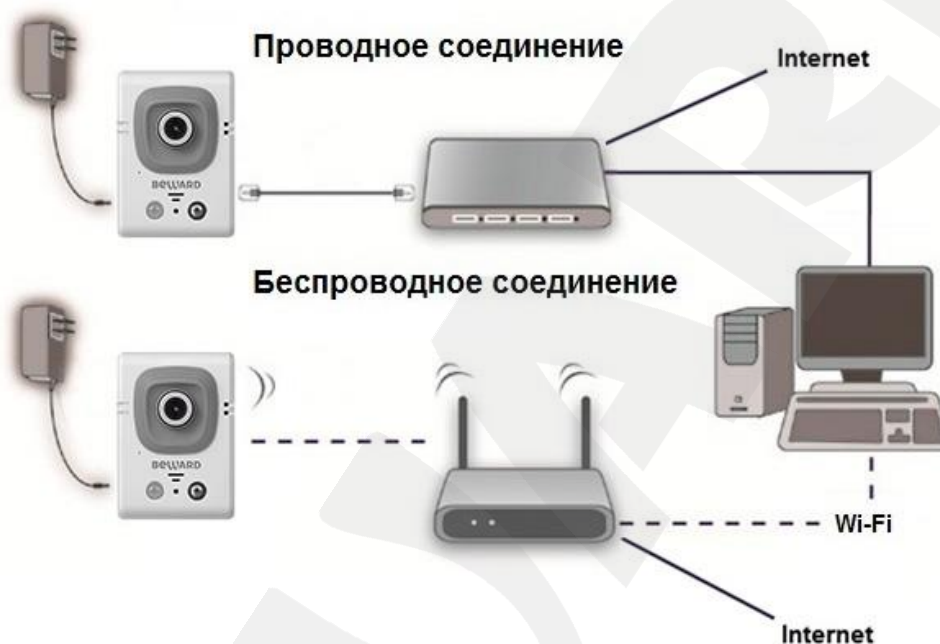 Проводное соединение
Internet
BEWARD
Беспроводное соединение
BEWARD
Wi-Fi
Internet